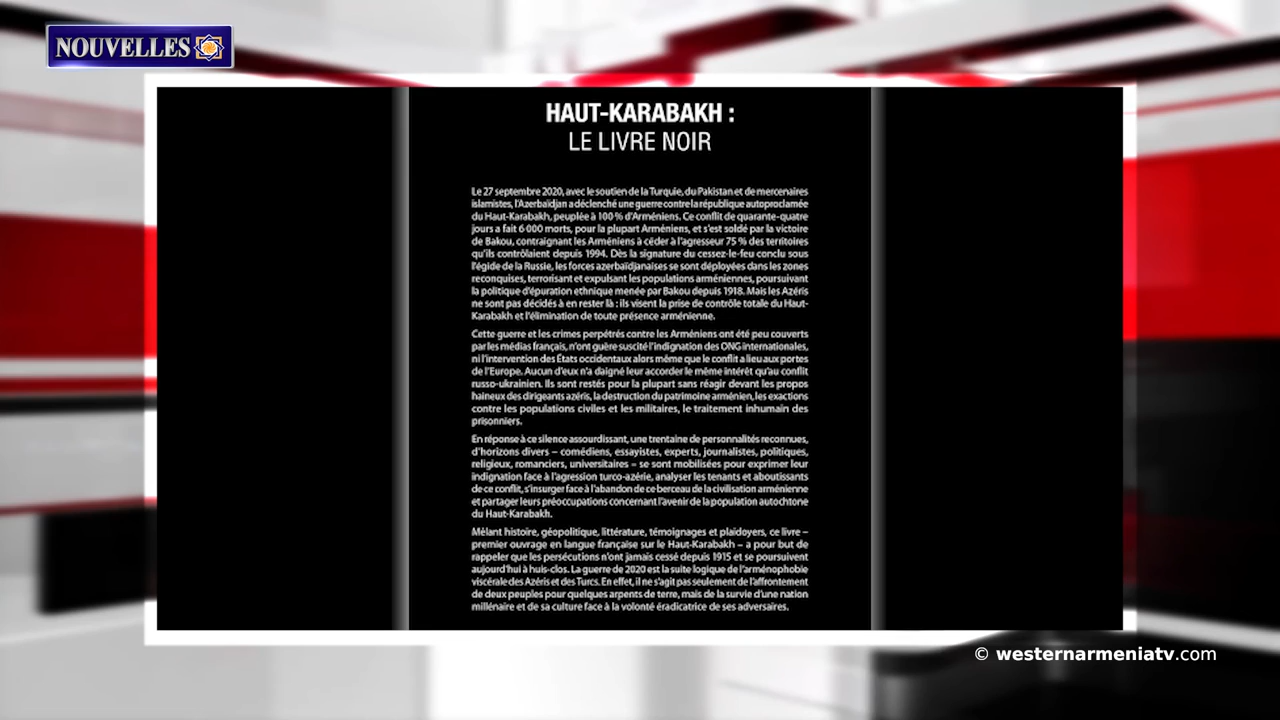 NOUVELLES
HAUT-KARABAKH :
LE LIVRE NOIR
Le 27 septembre 2020, avec le soutien de la Turquie, du Pakistan et de mercenaires
islamistes, l'Azerbaïdjan a déclenché une guerre contre la république autoproclamée
du Haut-Karabakh, peuplée à 100 % d'Arméniens. Ce conflit de quarante-quatre
jours a fait 6 000 morts, pour la plupart Arméniens, et s'est soldé par la victoire
de Bakou, contraignant les Arméniens à céder à l'agresseur 75 % des territoires
qu'ils contrôlaient depuis 1994. Dès la signature du cessez-le-feu conclu sous
l'égide de la Russie, les forces azerbaïdjanaises se sont déployées dans les zones
reconquises, terrorisant et expulsant les populations arméniennes, poursuivant
la politique d'épuration ethnique menée par Bakou depuis 1918. Mais les Azéris
ne sont pas décidés à en rester là : ils visent la prise de contrôle totale du Haut-
Karabakh et l'élimination de toute présence arménienne.
Cette guerre et les crimes perpétrés contre les Arméniens ont été peu couverts
par les médias français, n'ont guère suscité l'indignation des ONG internationales,
ni l'intervention des États occidentaux alors même que le conflit a lieu aux portes
de l'Europe. Aucun d'eux n'a daigné leur accorder le même intérêt qu'au conflit
russo-ukrainien. Ils sont restés pour la plupart sans réagir devant les propos
haineux des dirigeants azéris, la destruction du patrimoine arménien, les exactions
contre les populations civiles et les militaires, le traitement inhumain des
prisonniers.
En réponse à ce silence assourdissant, une trentaine de personnalités reconnues,
d'horizons divers – comédiens, essayistes, experts, journalistes, politiques,
religieux, romanciers, universitaires – se sont mobilisées pour exprimer leur
indignation face à l'agression turco-azérie, analyser les tenants et aboutissants
de ce conflit, s'insurger face à l'abandon de ce berceau de la civilisation arménienne
et partager leurs préoccupations concernant l'avenir de la population autochtone
du Haut-Karabakh.
Mêlant histoire, géopolitique, littérature, témoignages et plaidoyers, ce livre –
premier ouvrage en langue française sur le Haut-Karabakh – a pour but de
rappeler que les persécutions n'ont jamais cessé depuis 1915 et se poursuivent
aujourd'hui à huis-clos. La guerre de 2020 est la suite logique de l'arménophobie
viscérale des Azéris et des Turcs. En effet, il ne s'agit pas seulement de l'affrontement
de deux peuples pour quelques arpents de terre, mais de la survie d'une nation
millénaire et de sa culture face à la volonté éradicatrice de ses adversaires.
© westernarmeniatv.com